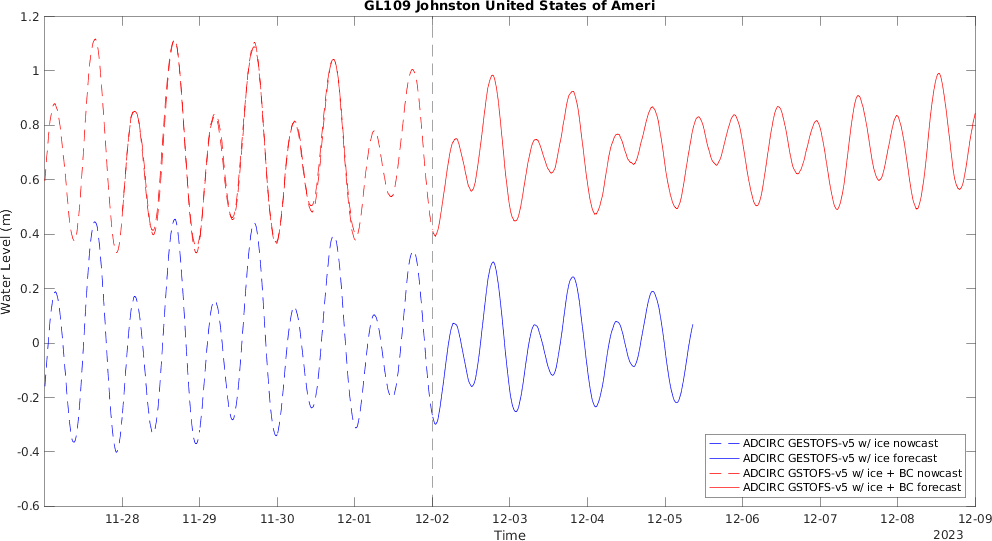 GL109 Johnston United States of Ameri
1.2
1
0.8
0.6
0.4
0.2
0
-0.2
-0.4
-0.6
Water Level (m)
ADCIRC GESTOFS-v5 w/ ice nowcast
ADCIRC GESTOFS-v5 w/ ice forecast
ADCIRC GSTOFS-v5 w/ ice + BC nowcast
ADCIRC GSTOFS-v5 w/ ice + BC forecast
11-28 11-29 11-30 12-01 12-02 12-03 12-04 12-05 12-06 12-07 12-08 12-09
Time
2023